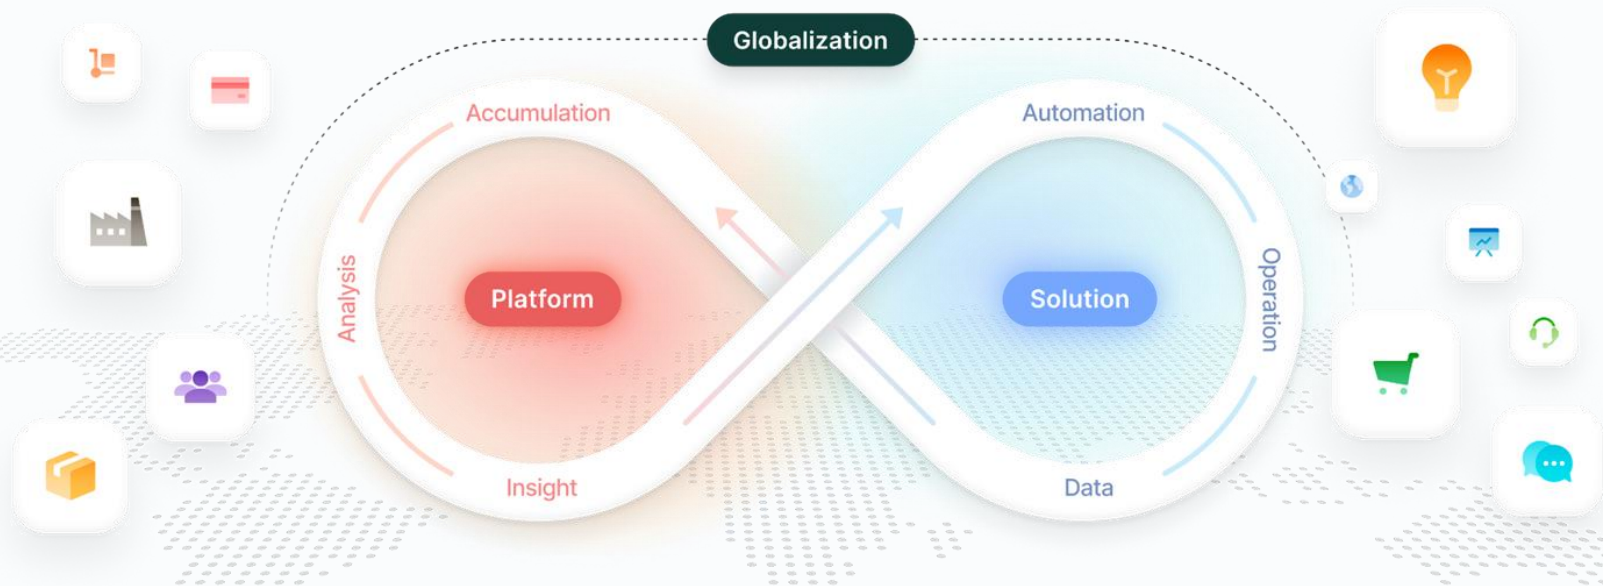 Globalization
Accumulation
Automation
Analysis
Platform
Solution
Operation
Insight
Data